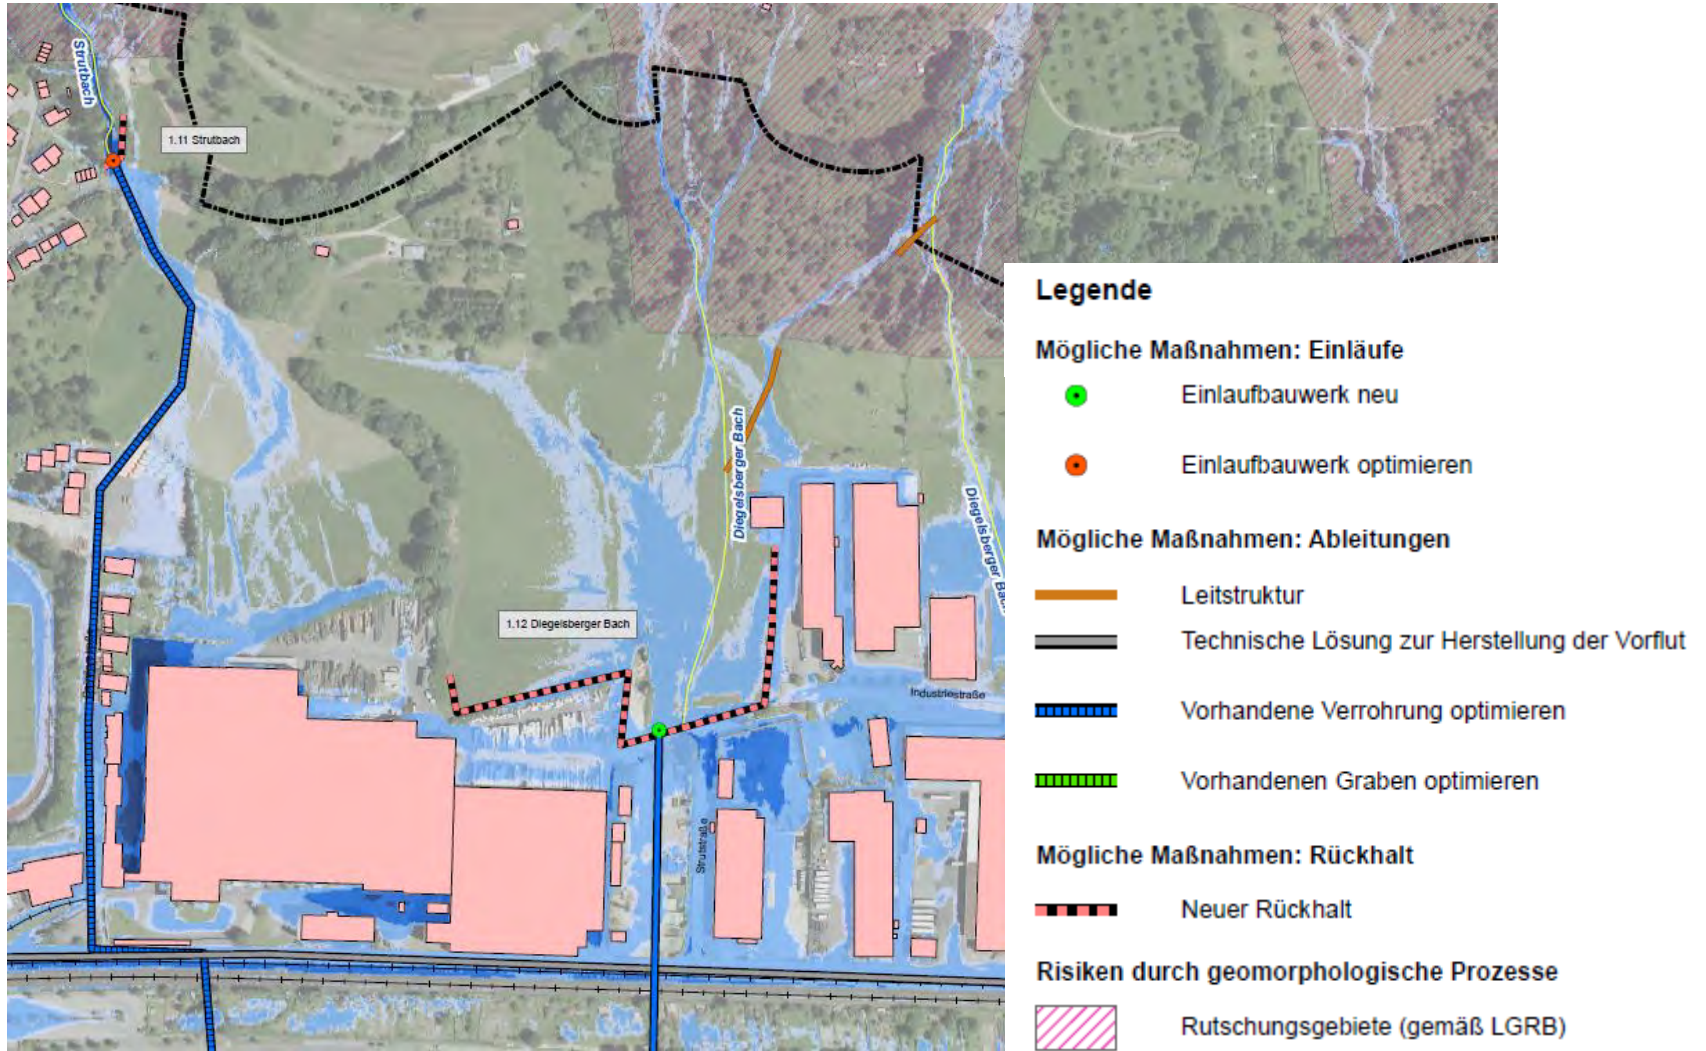 Strutbach
1.11 Strutbach
Diegelsberger Bach
Diegelsberger Bach
1.12 Diegelsberger Bach
Industriestraße
Strutstraße
Legende
Mögliche Maßnahmen: Einläufe
Einlaufbauwerk neu
Einlaufbauwerk optimieren
Mögliche Maßnahmen: Ableitungen
Leitstruktur
Technische Lösung zur Herstellung der Vorflut
Vorhandene Verrohrung optimieren
Vorhandenen Graben optimieren
Mögliche Maßnahmen: Rückhalt
Neuer Rückhalt
Risiken durch geomorphologische Prozesse
Rutschungsgebiete (gemäß LGRB)